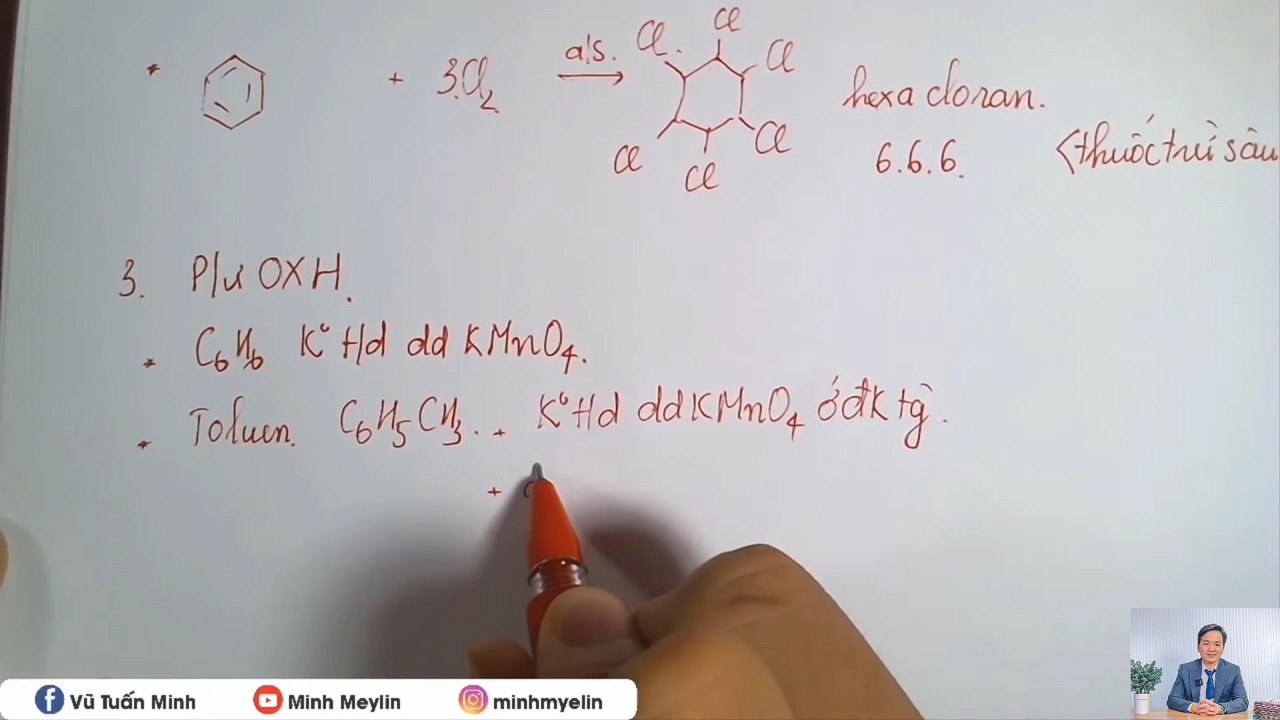 * + 3Cl₂ a/s. Cl Cl Cl Cl Cl Cl hexa cloran.
6.6.6. (thuốc trừ sâu
3. P/ư OXH.
* C₆H₆ K° t/d dd KMnO₄.
* Toluen. C₆H₅CH₃. + K° t/d dd KMnO₄ ở đk tg`.
+
Vũ Tuấn Minh Minh Meylin minhmyelin